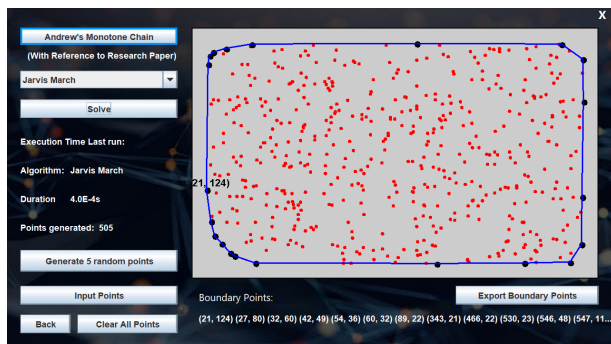 X
Andrew's Monotone Chain
(With Reference to Research Paper)
Jarvis March
Solve
Execution Time Last run:
Algorithm: Jarvis March
Duration 4.0E-4s
Points generated: 505
Generate 5 random points
Input Points
Back Clear All Points
21, 124)
Boundary Points:
Export Boundary Points
(21, 124) (27, 80) (32, 60) (42, 49) (54, 36) (60, 32) (89, 22) (343, 21) (466, 22) (530, 23) (546, 48) (547, 11...